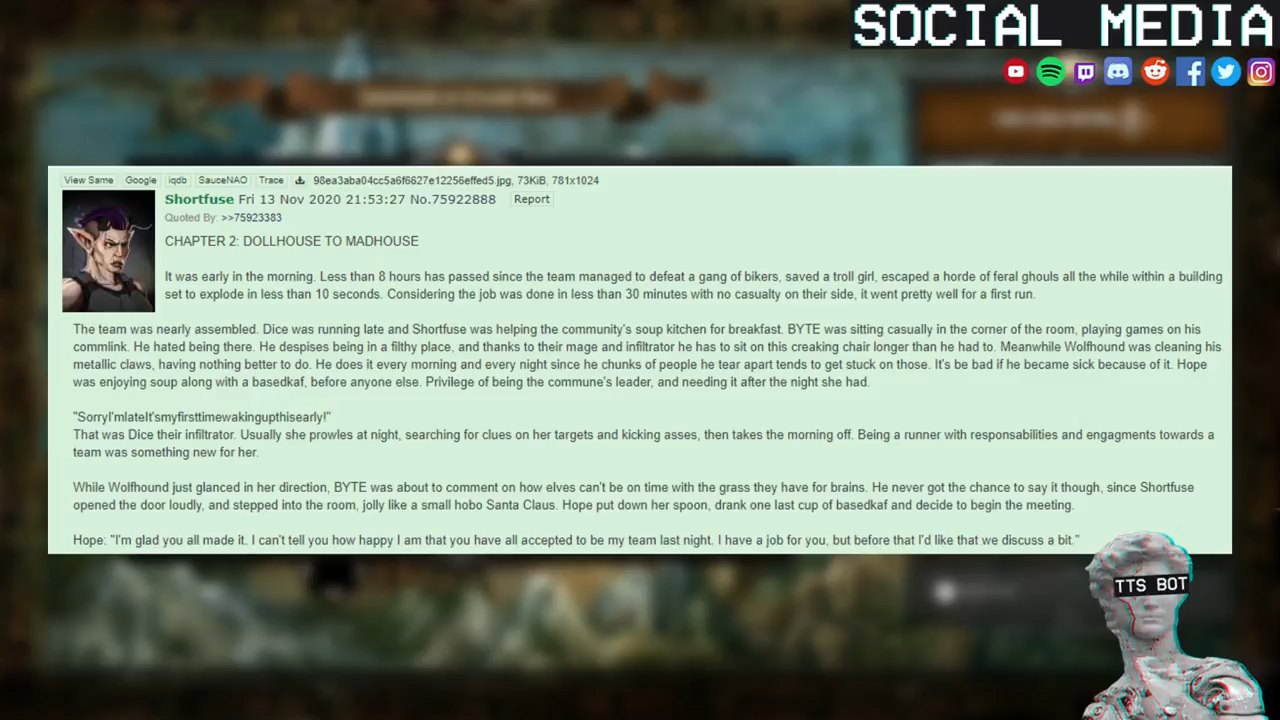 SOCIAL MEDIA
View Same Google iqdb SauceNAO Trace 98ea3aba04cc5a6f6627e12256effed5.jpg, 73KiB, 781x1024
Shortfuse Fri 13 Nov 2020 21:53:27 No.75922888 Report
Quoted By: >>75923383
CHAPTER 2: DOLLHOUSE TO MADHOUSE
It was early in the morning. Less than 8 hours has passed since the team managed to defeat a gang of bikers, saved a troll girl, escaped a horde of feral ghouls all the while within a building
set to explode in less than 10 seconds. Considering the job was done in less than 30 minutes with no casualty on their side, it went pretty well for a first run.
The team was nearly assembled. Dice was running late and Shortfuse was helping the community's soup kitchen for breakfast. BYTE was sitting casually in the corner of the room, playing games on his
commlink. He hated being there. He despises being in a filthy place, and thanks to their mage and infiltrator he has to sit on this creaking chair longer than he had to. Meanwhile Wolfhound was cleaning his
metallic claws, having nothing better to do. He does it every morning and every night since he chunks of people he tear apart tends to get stuck on those. It's be bad if he became sick because of it. Hope
was enjoying soup along with a basedkaf, before anyone else. Privilege of being the commune's leader, and needing it after the night she had.
"SorryI'mlateIt'smyfirsttimewakingupthisearly!"
That was Dice their infiltrator. Usually she prowles at night, searching for clues on her targets and kicking asses, then takes the morning off. Being a runner with responsabilities and engagments towards a
team was something new for her.
While Wolfhound just glanced in her direction, BYTE was about to comment on how elves can't be on time with the grass they have for brains. He never got the chance to say it though, since Shortfuse
opened the door loudly, and stepped into the room, jolly like a small hobo Santa Claus. Hope put down her spoon, drank one last cup of basedkaf and decide to begin the meeting.
Hope: "I'm glad you all made it. I can't tell you how happy I am that you have all accepted to be my team last night. I have a job for you, but before that I'd like that we discuss a bit."
TTS BOT